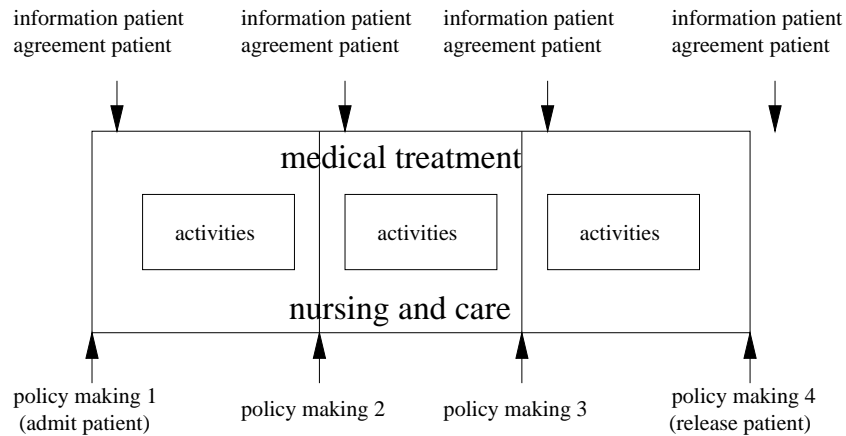 information patient
agreement patient
information patient
agreement patient
information patient
agreement patient
information patient
agreement patient
medical treatment
activities
activities
activities
nursing and care
policy making 1
(admit patient)
policy making 2
policy making 3
policy making 4
(release patient)